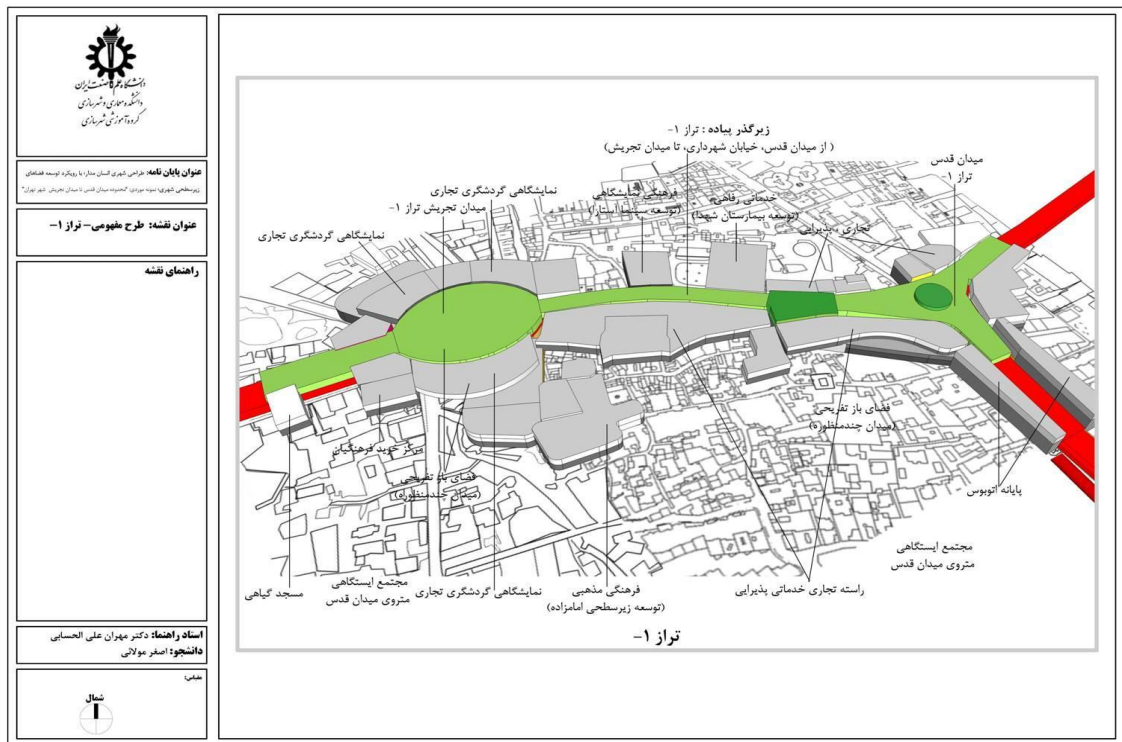 دانشگاه علم و صنعت ایران
دانشکده معماری و شهرسازی
گروه آموزشی شهرسازی
عنوان پایان نامه: طراحی شهری انسان مدار؛ با رویکرد توسعه فضاهای
زیرسطحی شهری؛ نمونه موردی: "محدوده میدان قدس تا میدان تجریش شهر تهران"
عنوان نقشه: طرح مفهومی- تراز ۱-
راهنمای نقشه
استاد راهنما: دکتر مهران علی الحسابی
دانشجو: اصغر مولائی
مقیاس:
شمال
زیرگذر پیاده : تراز ۱-
( از میدان قدس، خیابان شهرداری، تا میدان تجریش)
میدان قدس
تراز ۱-
نمایشگاهی گردشگری تجاری
میدان تجریش تراز ۱-
نمایشگاهی گردشگری تجاری
فرهنگی نمایشگاهی
(توسعه سینما آستارا)
خدماتی رفاهی
(توسعه بیمارستان شهدا)
تجاری ، پذیرایی
فضای باز تفریحی
(میدان چندمنظوره)
مرکز خرید فرهنگیان
فضای باز تفریحی
(میدان چندمنظوره)
پایانه اتوبوس
مجتمع ایستگاهی
متروی میدان قدس
راسته تجاری خدماتی پذیرایی
فرهنگی مذهبی
(توسعه زیرسطحی امامزاده)
نمایشگاهی گردشگری تجاری
مجتمع ایستگاهی
متروی میدان قدس
مسجد گیاهی
تراز ۱-